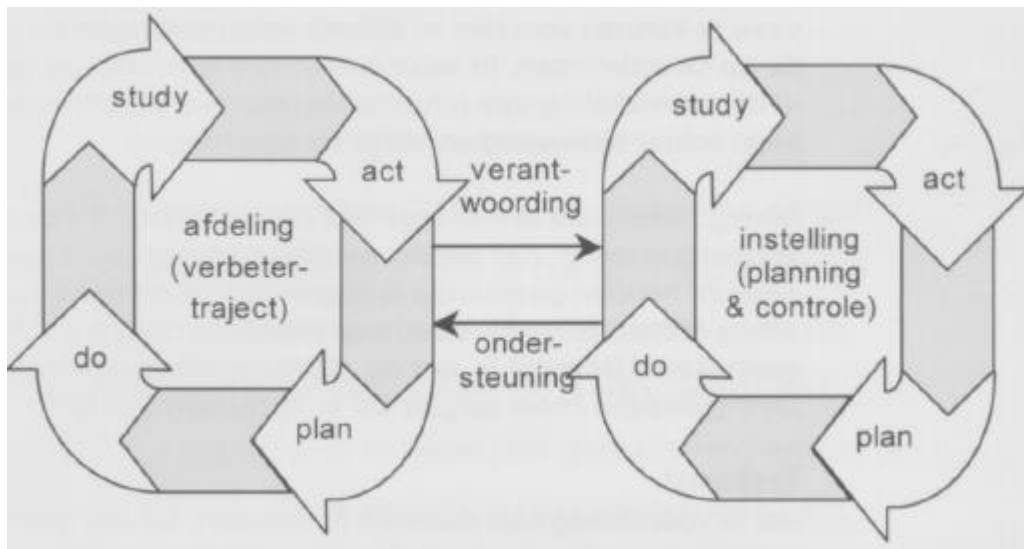 study
act
afdeling
(verbeter-
traject)
do
plan
verant-
woording
onder-
steuning
study
act
instelling
(planning
& controle)
do
plan